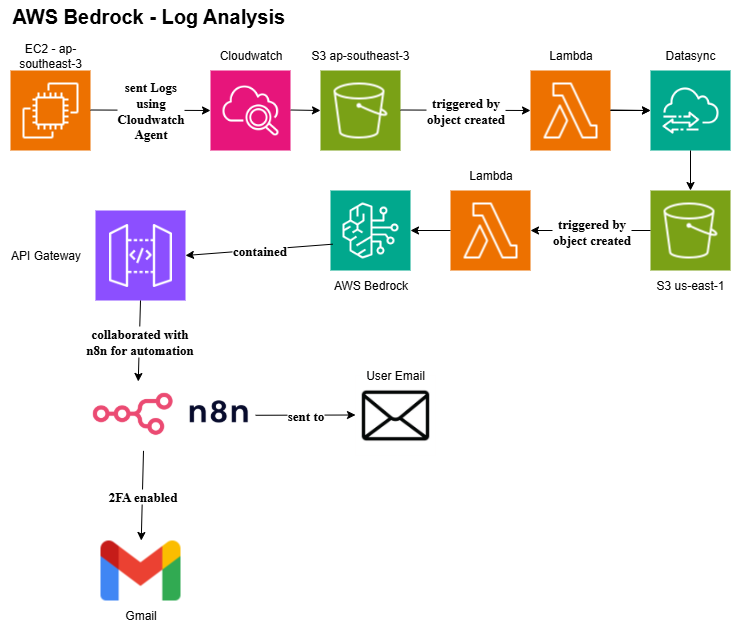 AWS Bedrock - Log Analysis
EC2 - ap-
southeast-3
Cloudwatch
S3 ap-southeast-3
Lambda
Datasync
sent Logs
using
Cloudwatch
Agent
triggered by
object created
Lambda
triggered by
object created
S3 us-east-1
AWS Bedrock
contained
API Gateway
</>
collaborated with
n8n for automation
n8n
sent to
User Email
2FA enabled
Gmail